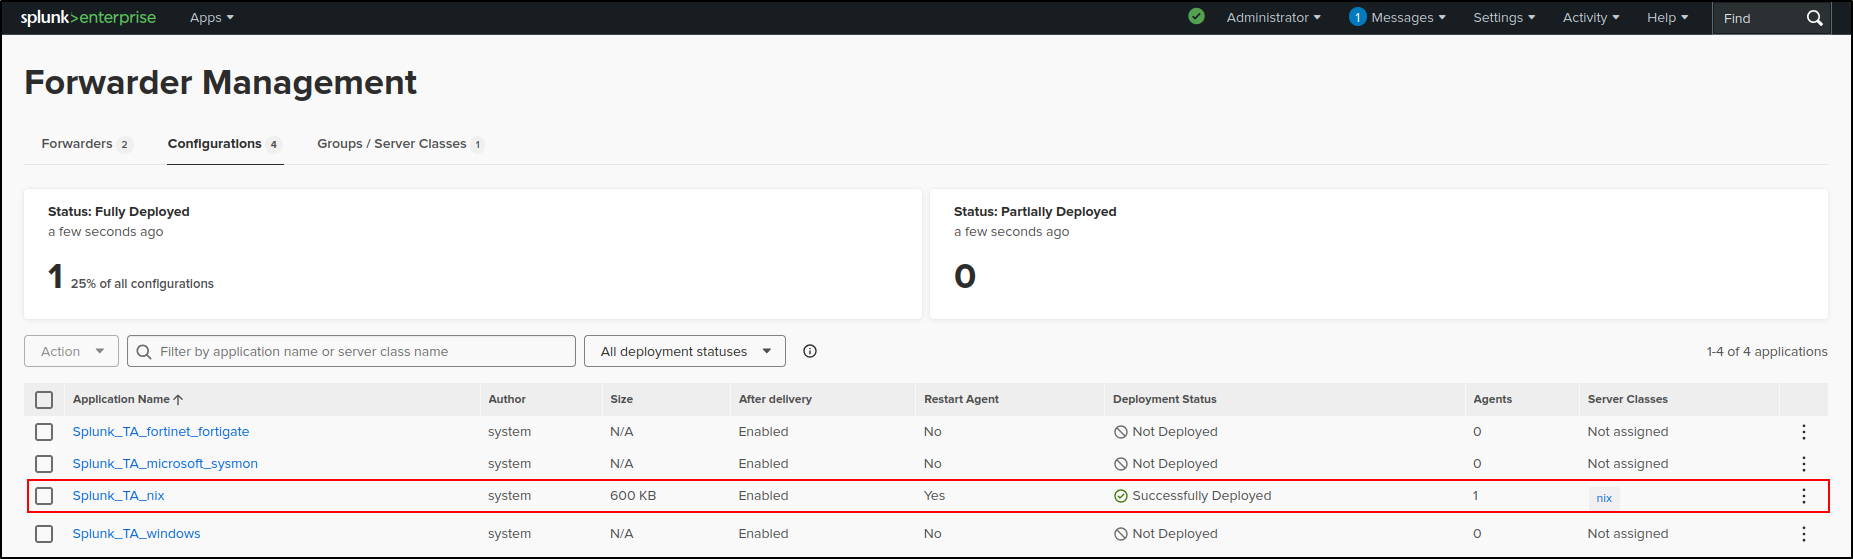 splunk>enterprise Apps Administrator 1 Messages Settings Activity Help Find
Forwarder Management
Forwarders 2 Configurations 4 Groups / Server Classes 1
Status: Fully Deployed
a few seconds ago
1 25% of all configurations
Status: Partially Deployed
a few seconds ago
0
Action Filter by application name or server class name All deployment statuses 1-4 of 4 applications
Application Name Author Size After delivery Restart Agent Deployment Status Agents Server Classes
Splunk_TA_fortinet_fortigate system N/A Enabled No Not Deployed 0 Not assigned
Splunk_TA_microsoft_sysmon system N/A Enabled No Not Deployed 0 Not assigned
Splunk_TA_nix system 600 KB Enabled Yes Successfully Deployed 1 nix
Splunk_TA_windows system N/A Enabled No Not Deployed 0 Not assigned